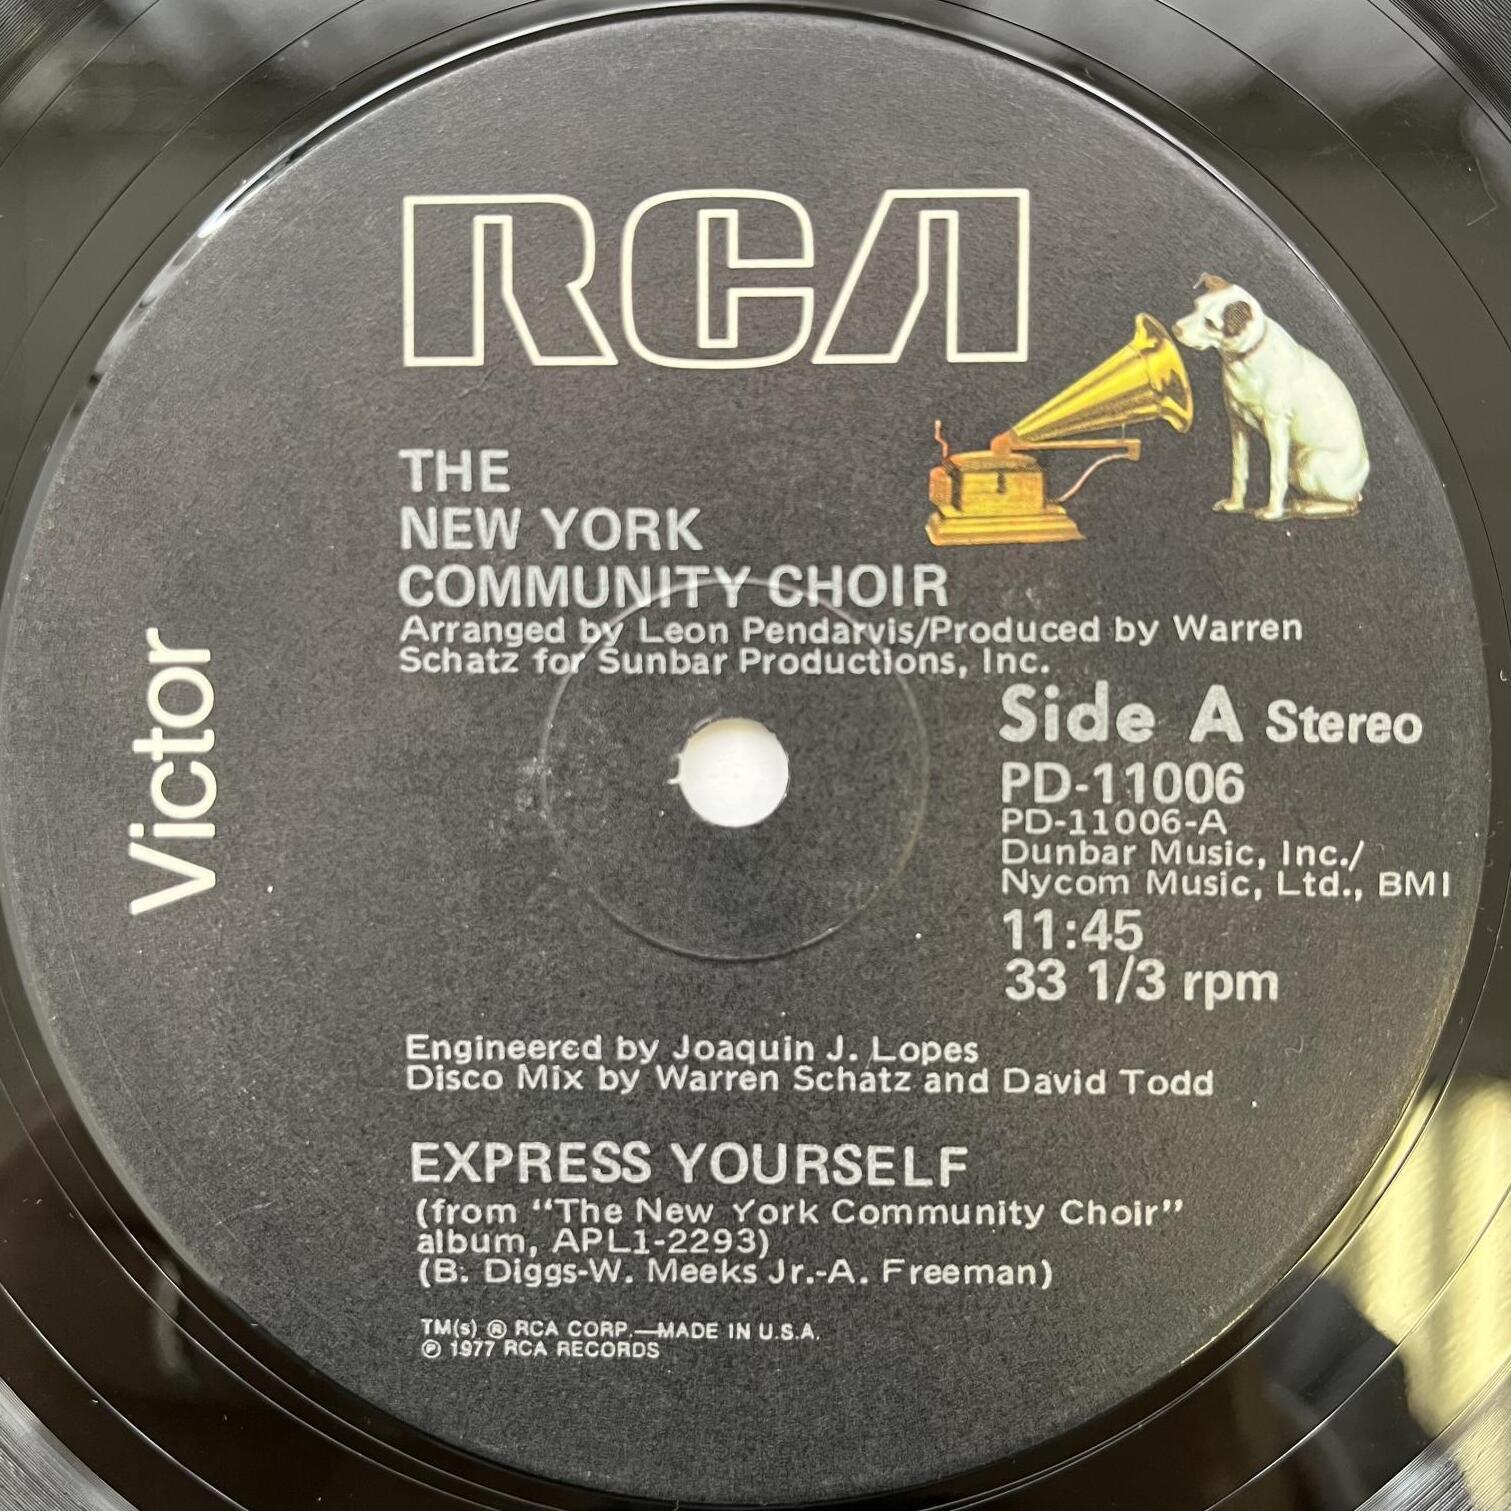 RCA
Victor
THE
NEW YORK
COMMUNITY CHOIR
Arranged by Leon Pendarvis/Produced by Warren
Schatz for Sunbar Productions, Inc.
Side A Stereo
PD-11006
PD-11006-A
Dunbar Music, Inc./
Nycom Music, Ltd., BMI
11:45
33 1/3 rpm
Engineered by Joaquin J. Lopes
Disco Mix by Warren Schatz and David Todd
EXPRESS YOURSELF
(from “The New York Community Choir”
album, APL1-2293)
(B. Diggs-W. Meeks Jr.-A. Freeman)
TM(s) ® RCA CORP.—MADE IN U.S.A.
℗ 1977 RCA RECORDS